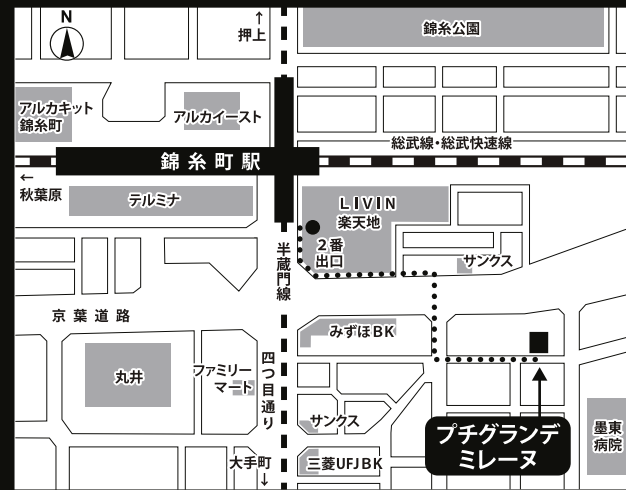 N
↑
押上
錦糸公園
アルカキット
錦糸町
アルカイースト
総武線・総武快速線
錦糸町駅
←
秋葉原
テルミナ
LIVIN
楽天地
2番
出口
サンクス
半蔵門線
京葉道路
みずほBK
丸井
ファミリー
マート
四つ目通り
サンクス
プチグランデ
ミレーヌ
墨東
病院
大手町
↓
三菱UFJBK